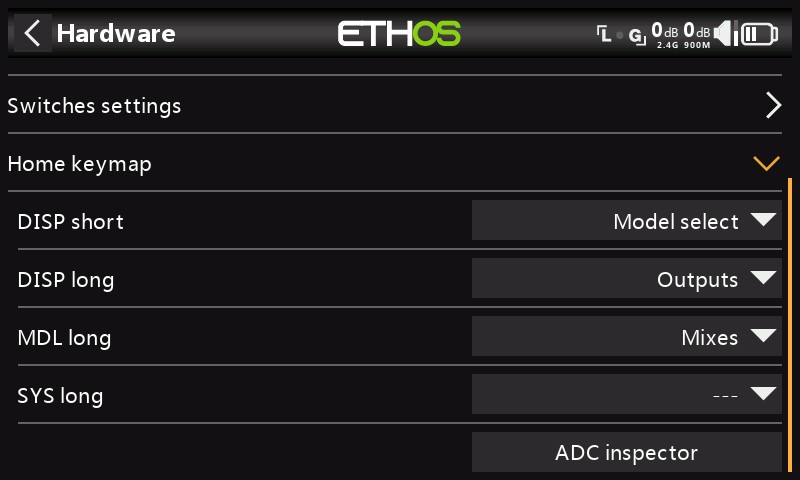 Hardware
ETHOS
L G 0dB 0dB
2.4G 900M
Switches settings
Home keymap
DISP short Model select
DISP long Outputs
MDL long Mixes
SYS long ---
ADC inspector